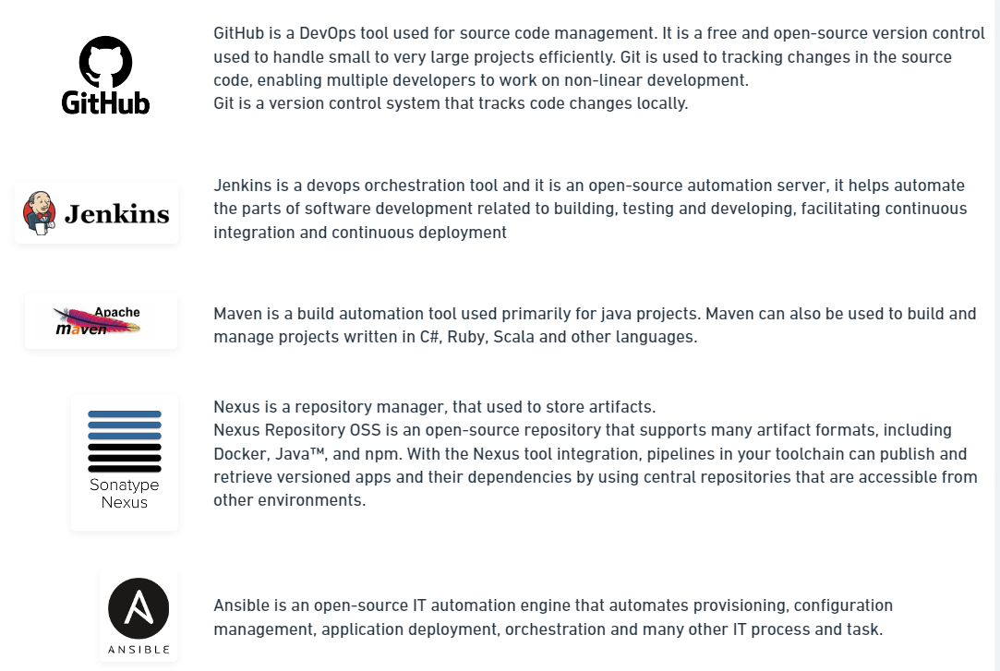 GitHub is a DevOps tool used for source code management. It is a free and open-source version control
used to handle small to very large projects efficiently. Git is used to tracking changes in the source
code, enabling multiple developers to work on non-linear development.
Git is a version control system that tracks code changes locally.
GitHub
Jenkins is a devops orchestration tool and it is an open-source automation server, it helps automate
the parts of software development related to building, testing and developing, facilitating continuous
integration and continuous deployment
Jenkins
Apache
maven
Maven is a build automation tool used primarily for java projects. Maven can also be used to build and
manage projects written in C#, Ruby, Scala and other languages.
Nexus is a repository manager, that used to store artifacts.
Nexus Repository OSS is an open-source repository that supports many artifact formats, including
Docker, Java™, and npm. With the Nexus tool integration, pipelines in your toolchain can publish and
retrieve versioned apps and their dependencies by using central repositories that are accessible from
other environments.
Sonatype
Nexus
Ansible is an open-source IT automation engine that automates provisioning, configuration
management, application deployment, orchestration and many other IT process and task.
ANSIBLE